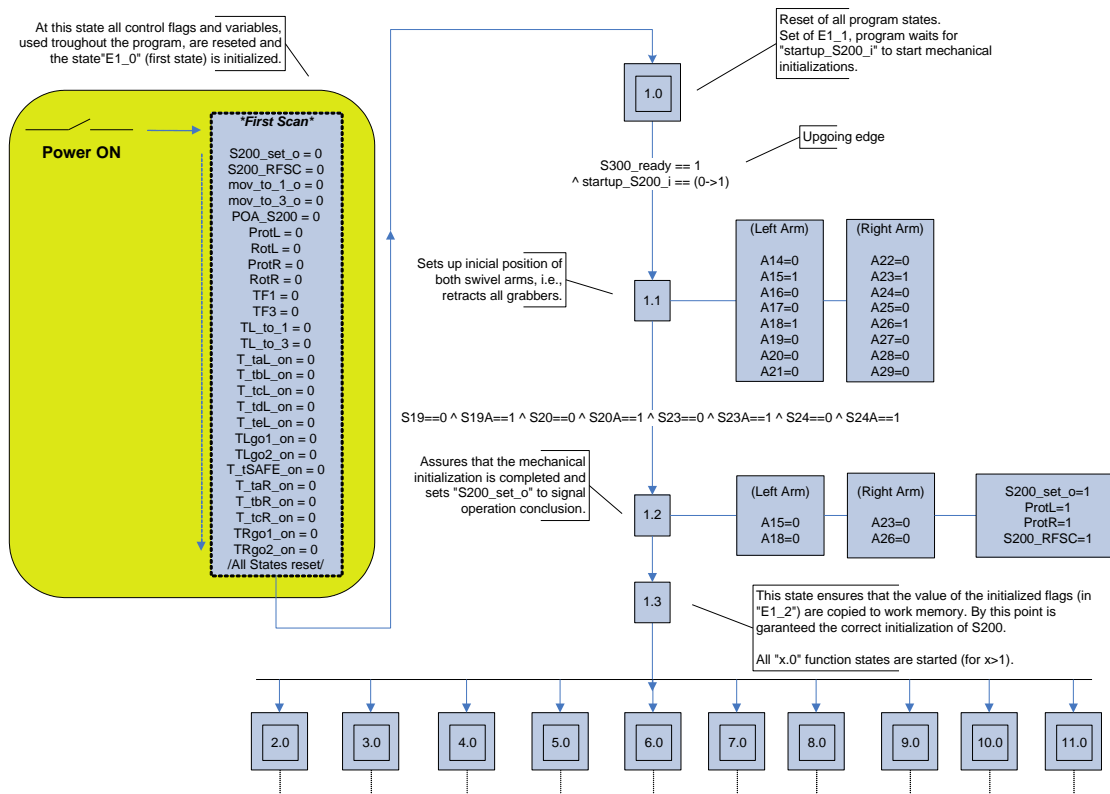 At this state all control flags and variables,
used troughout the program, are reseted and
the state"E1_0" (first state) is initialized.
Power ON
*First Scan*
S200_set_o = 0
S200_RFSC = 0
mov_to_1_o = 0
mov_to_3_o = 0
POA_S200 = 0
ProtL = 0
RotL = 0
ProtR = 0
RotR = 0
TF1 = 0
TF3 = 0
TL_to_1 = 0
TL_to_3 = 0
T_taL_on = 0
T_tbL_on = 0
T_tcL_on = 0
T_tdL_on = 0
T_teL_on = 0
TLgo1_on = 0
TLgo2_on = 0
T_tSAFE_on = 0
T_taR_on = 0
T_tbR_on = 0
T_tcR_on = 0
TRgo1_on = 0
TRgo2_on = 0
/All States reset/
1.0
Reset of all program states.
Set of E1_1, program waits for
"startup_S200_i" to start mechanical
initializations.
Upgoing edge
S300_ready == 1
^ startup_S200_i == (0->1)
Sets up inicial position of
both swivel arms, i.e.,
retracts all grabbers.
1.1
(Left Arm)
A14=0
A15=1
A16=0
A17=0
A18=1
A19=0
A20=0
A21=0
(Right Arm)
A22=0
A23=1
A24=0
A25=0
A26=1
A27=0
A28=0
A29=0
S19==0 ^ S19A==1 ^ S20==0 ^ S20A==1 ^ S23==0 ^ S23A==1 ^ S24==0 ^ S24A==1
Assures that the mechanical
initialization is completed and
sets "S200_set_o" to signal
operation conclusion.
1.2
(Left Arm)
A15=0
A18=0
(Right Arm)
A23=0
A26=0
S200_set_o=1
ProtL=1
ProtR=1
S200_RFSC=1
1.3
This state ensures that the value of the initialized flags (in
"E1_2") are copied to work memory. By this point is
garanteed the correct initialization of S200.
All "x.0" function states are started (for x>1).
2.0
3.0
4.0
5.0
6.0
7.0
8.0
9.0
10.0
11.0